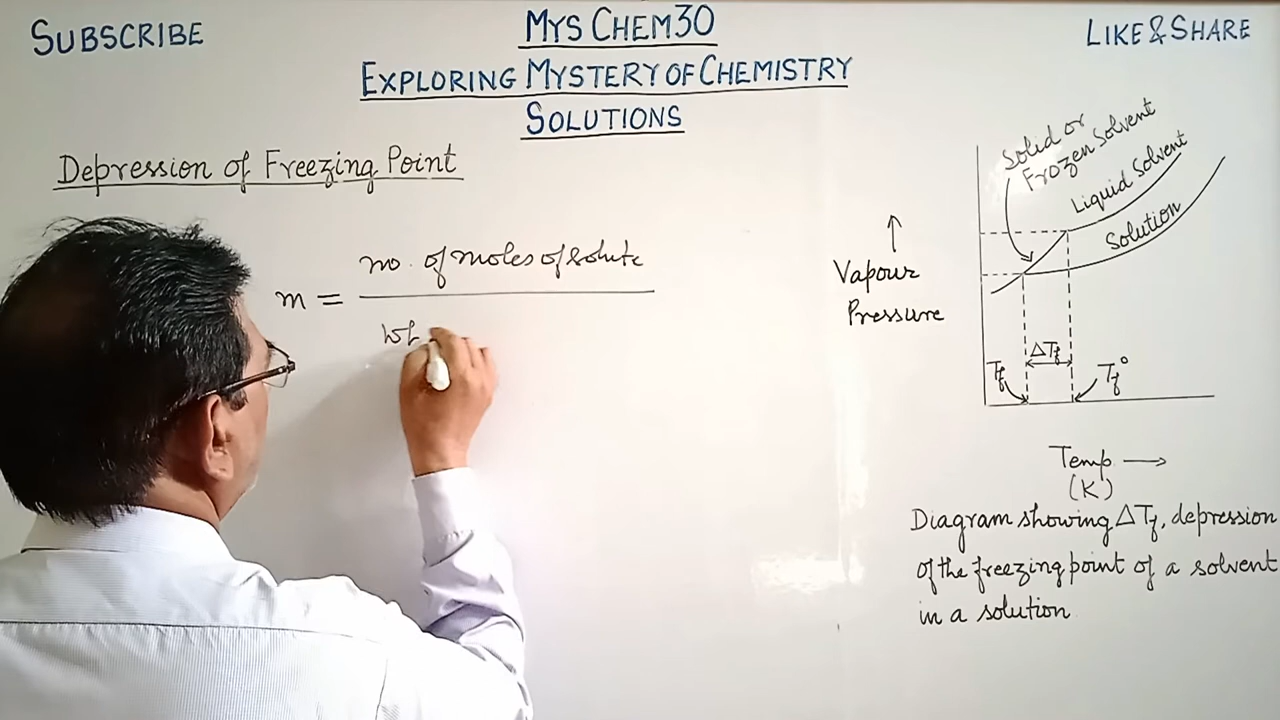 SUBSCRIBE
MYS CHEM30
LIKE & SHARE
EXPLORING MYSTERY OF CHEMISTRY
SOLUTIONS
Depression of Freezing Point
m = no. of moles of solute
wt
Solid or
Frozen Solvent
Liquid Solvent
Solution
↑
Vapour
Pressure
ΔTf
Tf
Tf°
Temp →
(K)
Diagram showing ΔTf, depression
of the freezing point of a solvent
in a solution